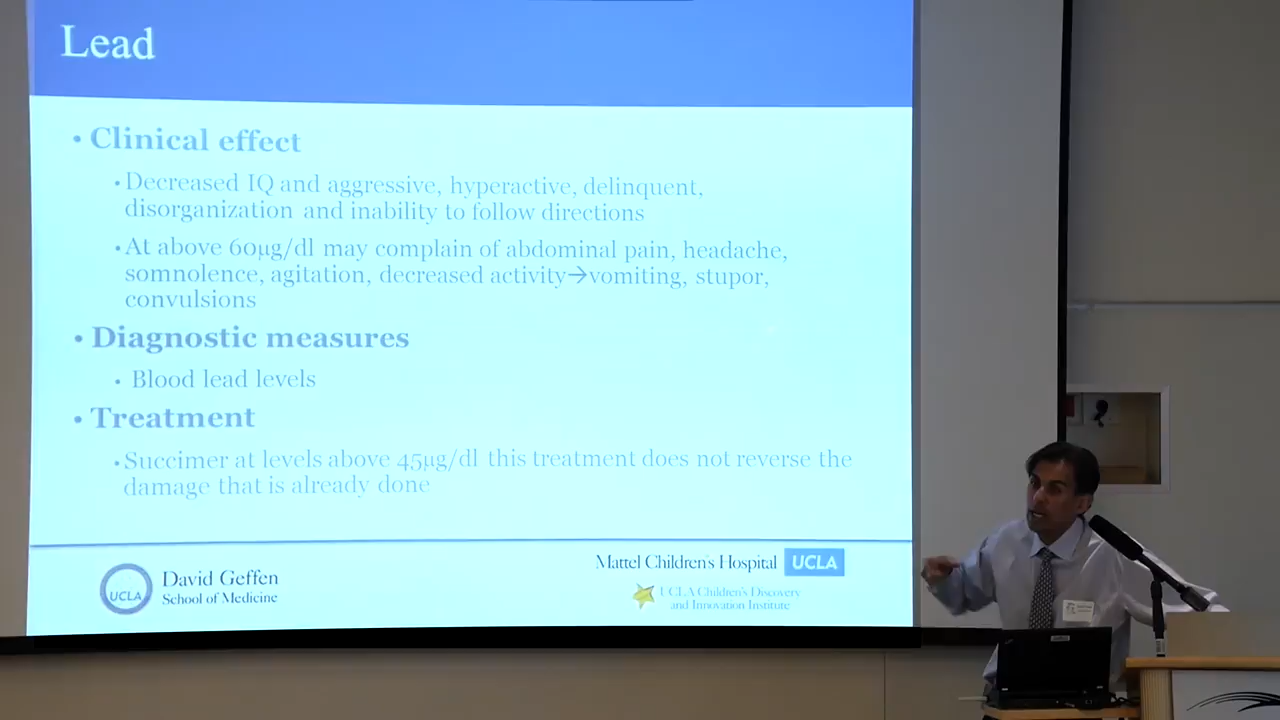 Lead
• Clinical effect
• Decreased IQ and aggressive, hyperactive, delinquent,
disorganization and inability to follow directions
• At above 60µg/dl may complain of abdominal pain, headache,
somnolence, agitation, decreased activity→vomiting, stupor,
convulsions
• Diagnostic measures
• Blood lead levels
• Treatment
• Succimer at levels above 45µg/dl this treatment does not reverse the
damage that is already done
UCLA
David Geffen
School of Medicine
Mattel Children's Hospital UCLA
UCLA Children's Discovery
and Innovation Institute